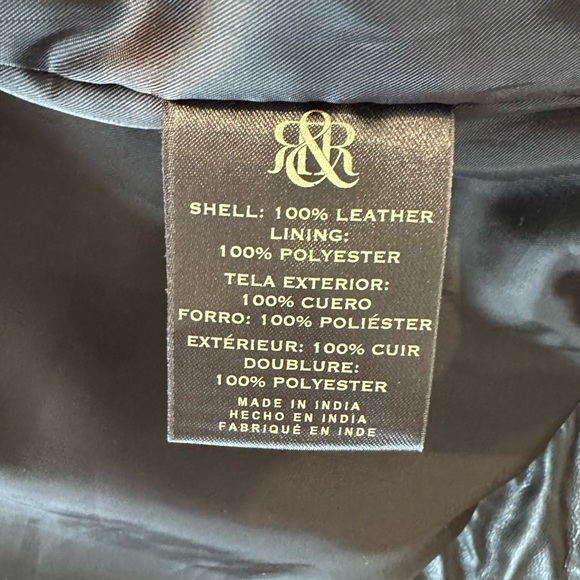 R&R
SHELL: 100% LEATHER
LINING:
100% POLYESTER
TELA EXTERIOR:
100% CUERO
FORRO: 100% POLIÉSTER
EXTÉRIEUR: 100% CUIR
DOUBLURE:
100% POLYESTER
MADE IN INDIA
HECHO EN INDIA
FABRIQUÉ EN INDE